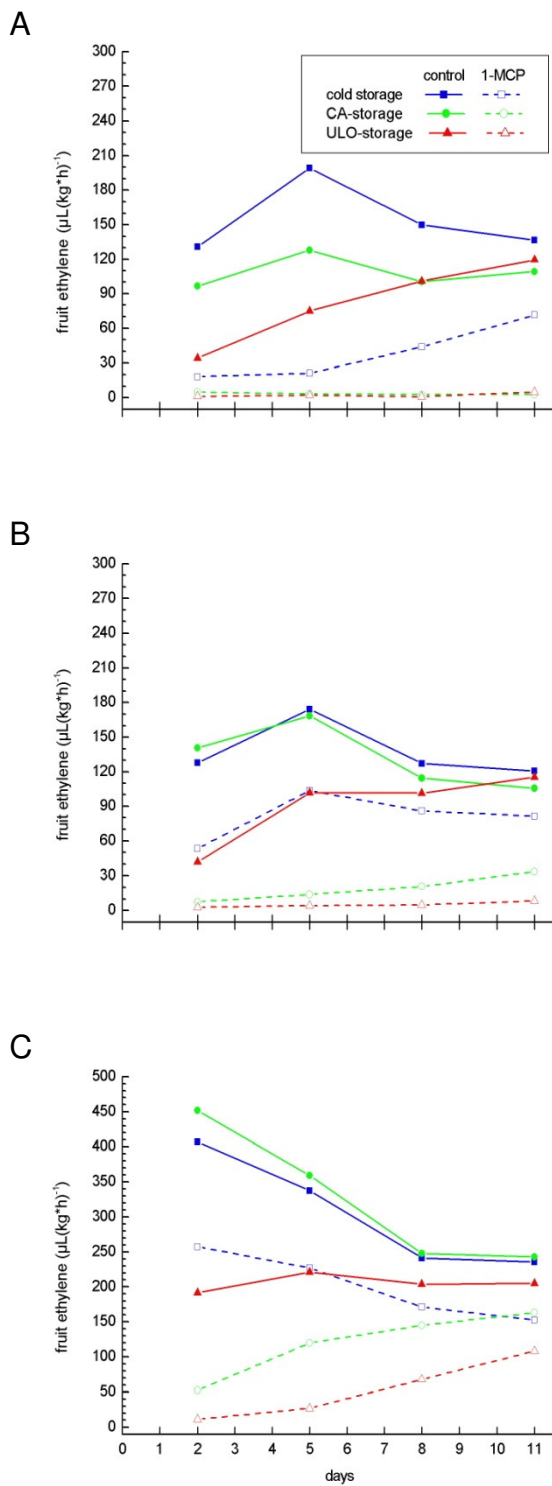 A
300
270
240
210
180
150
120
90
60
30
0
fruit ethylene (µL(kg*h)⁻¹)
control 1-MCP
cold storage
CA-storage
ULO-storage
B
300
270
240
210
180
150
120
90
60
30
0
fruit ethylene (µL(kg*h)⁻¹)
C
500
450
400
350
300
250
200
150
100
50
0
fruit ethylene (µL(kg*h)⁻¹)
0 1 2 3 4 5 6 7 8 9 10 11
days